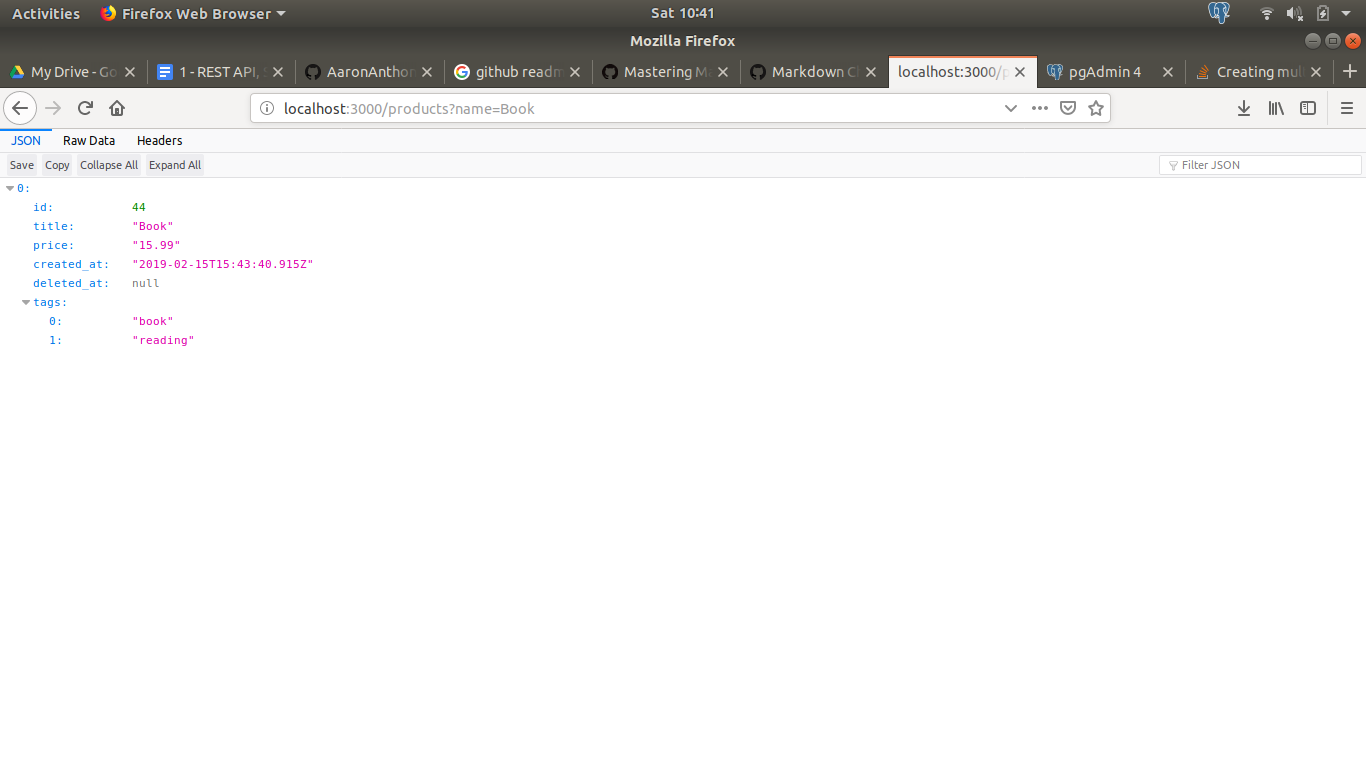 Activities Firefox Web Browser Sat 10:41
Mozilla Firefox
My Drive - Go 1 - REST API, AaronAnthon github readm Mastering Ma Markdown Ch localhost:3000/p pgAdmin 4 Creating mul
localhost:3000/products?name=Book
JSON Raw Data Headers
Save Copy Collapse All Expand All Filter JSON
0:
id: 44
title: "Book"
price: "15.99"
created_at: "2019-02-15T15:43:40.915Z"
deleted_at: null
tags:
0: "book"
1: "reading"